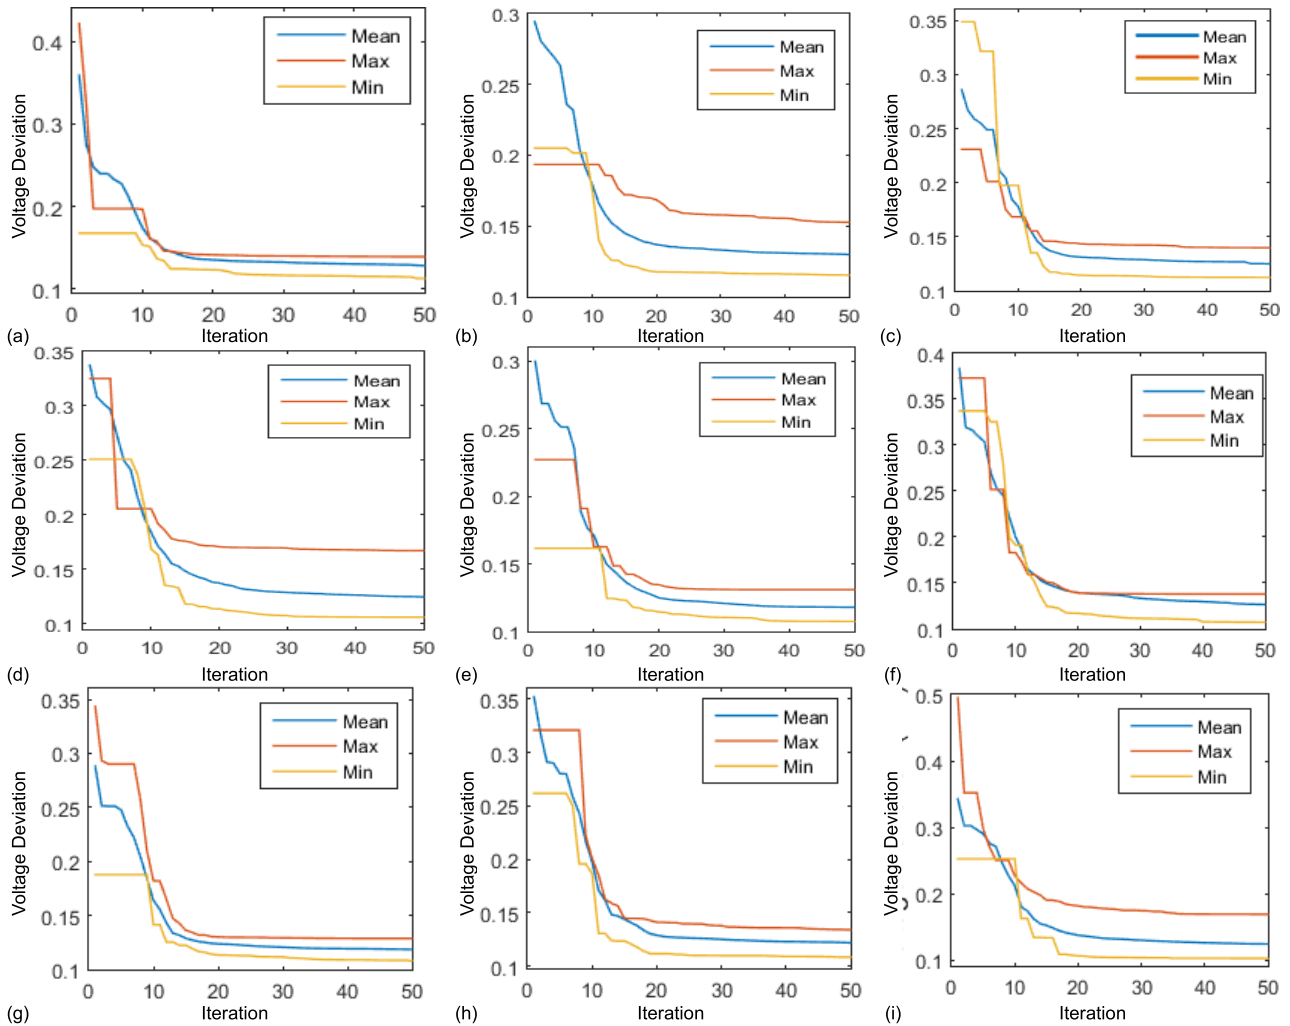 Voltage Deviation
0.4
0.3
0.2
0.1
0 10 20 30 40 50
Mean
Max
Min
(a)
Iteration
Voltage Deviation
0.3
0.25
0.2
0.15
0.1
0 10 20 30 40 50
Mean
Max
Min
(b)
Iteration
Voltage Deviation
0.35
0.3
0.25
0.2
0.15
0.1
0 10 20 30 40 50
Mean
Max
Min
(c)
Iteration
Voltage Deviation
0.35
0.3
0.25
0.2
0.15
0.1
0 10 20 30 40 50
Mean
Max
Min
(d)
Iteration
Voltage Deviation
0.3
0.25
0.2
0.15
0.1
0 10 20 30 40 50
Mean
Max
Min
(e)
Iteration
Voltage Deviation
0.4
0.35
0.3
0.25
0.2
0.15
0.1
0 10 20 30 40 50
Mean
Max
Min
(f)
Iteration
Voltage Deviation
0.35
0.3
0.25
0.2
0.15
0.1
0 10 20 30 40 50
Mean
Max
Min
(g)
Iteration
Voltage Deviation
0.35
0.3
0.25
0.2
0.15
0.1
0 10 20 30 40 50
Mean
Max
Min
(h)
Iteration
Voltage Deviation
0.5
0.4
0.3
0.2
0.1
0 10 20 30 40 50
Mean
Max
Min
(i)
Iteration